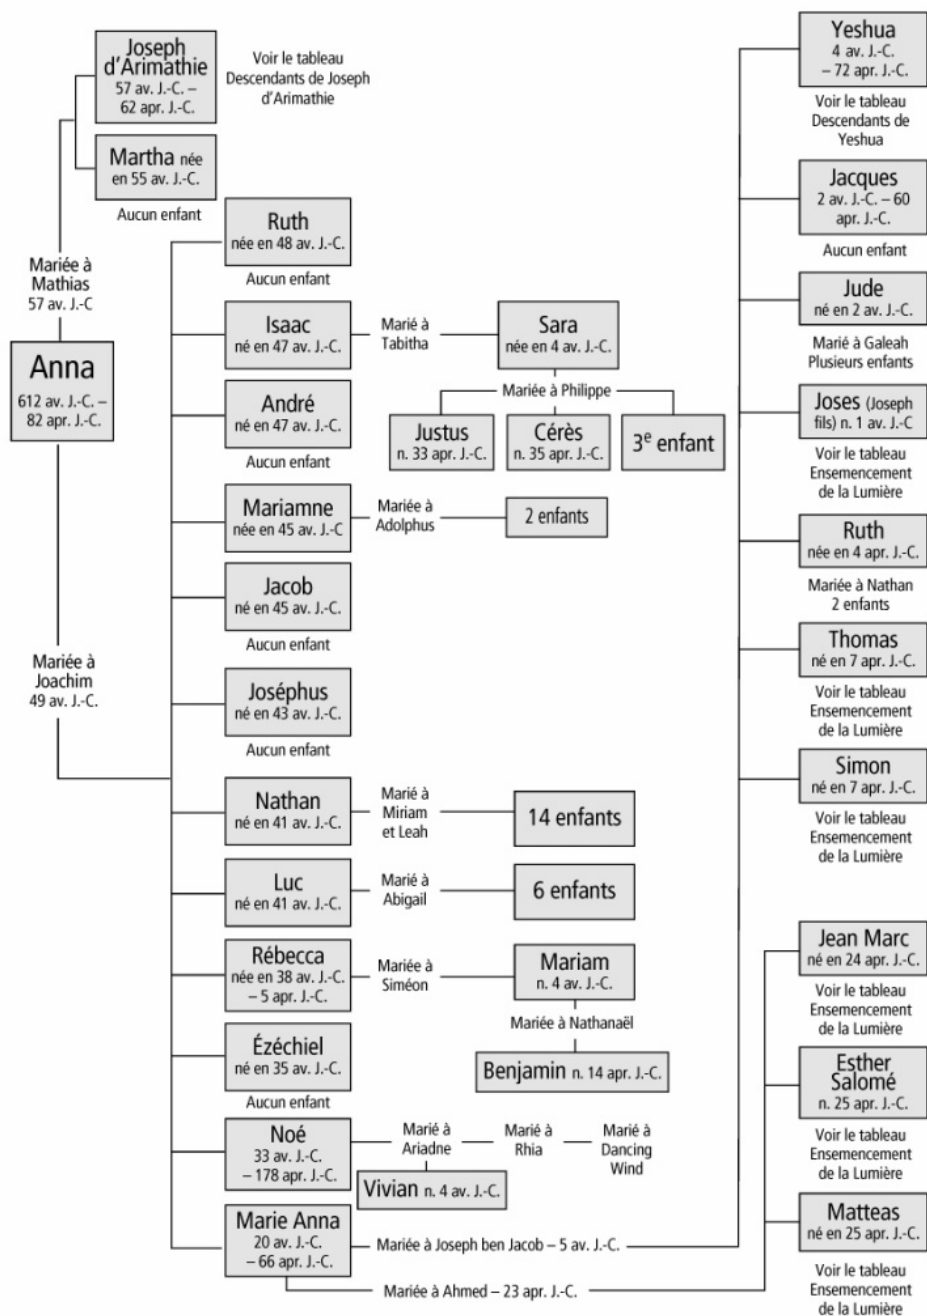 Joseph
d'Arimathie
57 av. J.-C. –
62 apr. J.-C.
Voir le tableau
Descendants de Joseph
d'Arimathie
Martha née
en 55 av. J.-C.
Aucun enfant
Mariée à
Mathias
57 av. J.-C
Anna
612 av. J.-C. –
82 apr. J.-C.
Mariée à
Joachim
49 av. J.-C.
Ruth
née en 48 av. J.-C.
Aucun enfant
Isaac
né en 47 av. J.-C.
Marié à
Tabitha
Sara
née en 4 av. J.-C.
Mariée à Philippe
Justus
n. 33 apr. J.-C.
Cérès
n. 35 apr. J.-C.
3e enfant
André
né en 47 av. J.-C.
Aucun enfant
Mariamne
née en 45 av. J.-C
Mariée à
Adolphus
2 enfants
Jacob
né en 45 av. J.-C.
Aucun enfant
Joséphus
né en 43 av. J.-C.
Aucun enfant
Nathan
né en 41 av. J.-C.
Marié à
Miriam
et Leah
14 enfants
Luc
né en 41 av. J.-C.
Marié à
Abigail
6 enfants
Rébecca
née en 38 av. J.-C.
– 5 apr. J.-C.
Mariée à
Siméon
Mariam
n. 4 av. J.-C.
Mariée à Nathanaël
Benjamin n. 14 apr. J.-C.
Ézéchiel
né en 35 av. J.-C.
Aucun enfant
Noé
33 av. J.-C.
– 178 apr. J.-C.
Marié à
Ariadne
Marié à
Rhia
Marié à
Dancing
Wind
Vivian n. 4 av. J.-C.
Marie Anna
20 av. J.-C.
– 66 apr. J.-C.
Mariée à Joseph ben Jacob – 5 av. J.-C.
Mariée à Ahmed – 23 apr. J.-C.
Yeshua
4 av. J.-C.
– 72 apr. J.-C.
Voir le tableau
Descendants de
Yeshua
Jacques
2 av. J.-C. – 60
apr. J.-C.
Aucun enfant
Jude
né en 2 av. J.-C.
Marié à Galeah
Plusieurs enfants
Joses (Joseph
fils) n. 1 av. J.-C
Voir le tableau
Ensemencement
de la Lumière
Ruth
née en 4 apr. J.-C.
Mariée à Nathan
2 enfants
Thomas
né en 7 apr. J.-C.
Voir le tableau
Ensemencement
de la Lumière
Simon
né en 7 apr. J.-C.
Voir le tableau
Ensemencement
de la Lumière
Jean Marc
né en 24 apr. J.-C.
Voir le tableau
Ensemencement
de la Lumière
Esther
Salomé
n. 25 apr. J.-C.
Voir le tableau
Ensemencement
de la Lumière
Matteas
né en 25 apr. J.-C.
Voir le tableau
Ensemencement
de la Lumière